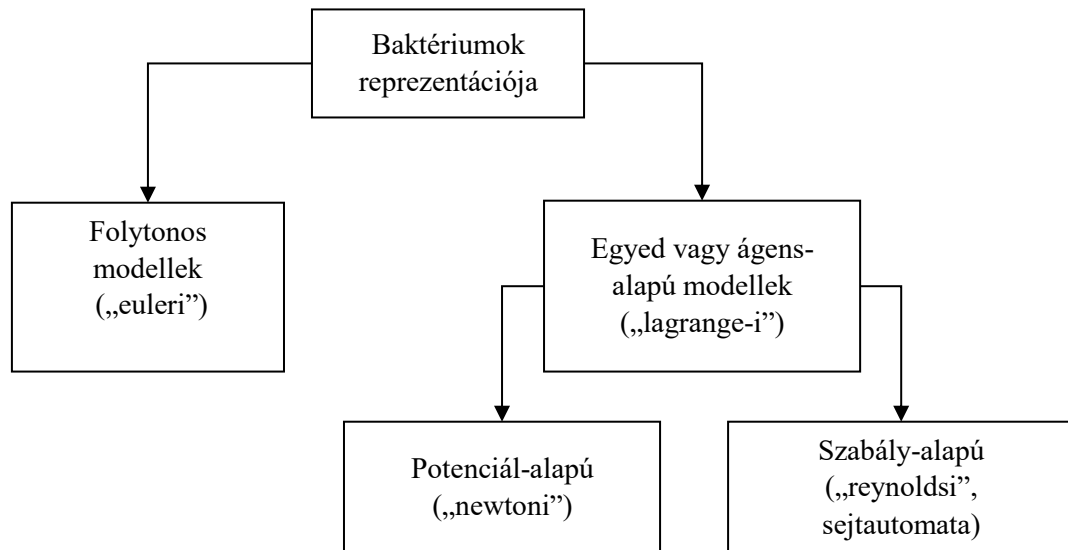 Baktériumok
reprezentációja
Folytonos
modellek
(„euleri”)
Egyed vagy ágens-
alapú modellek
(„lagrange-i”)
Potenciál-alapú
(„newtoni”)
Szabály-alapú
(„reynoldsi”,
sejtautomata)